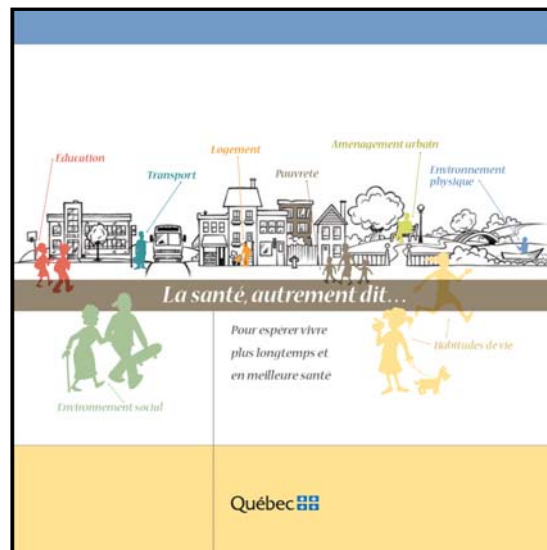 Education
Transport
Logement
Pauvreté
Aménagement urbain
Environnement
physique
La santé, autrement dit...
Pour espérer vivre
plus longtemps et
en meilleure santé
Habitudes de vie
Environnement social
Québec